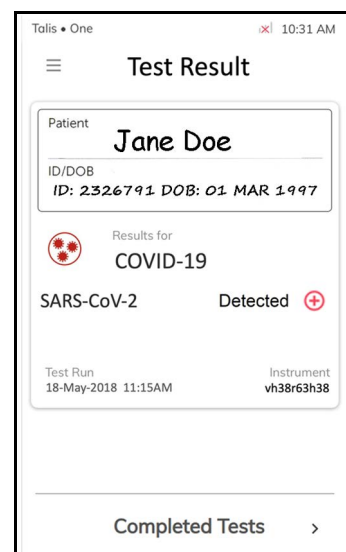 Talis • One 10:31 AM
Test Result
Patient
Jane Doe
ID/DOB
ID: 2326791 DOB: 01 MAR 1997
Results for
COVID-19
SARS-CoV-2 Detected
Test Run Instrument
18-May-2018 11:15AM vh38r63h38
Completed Tests